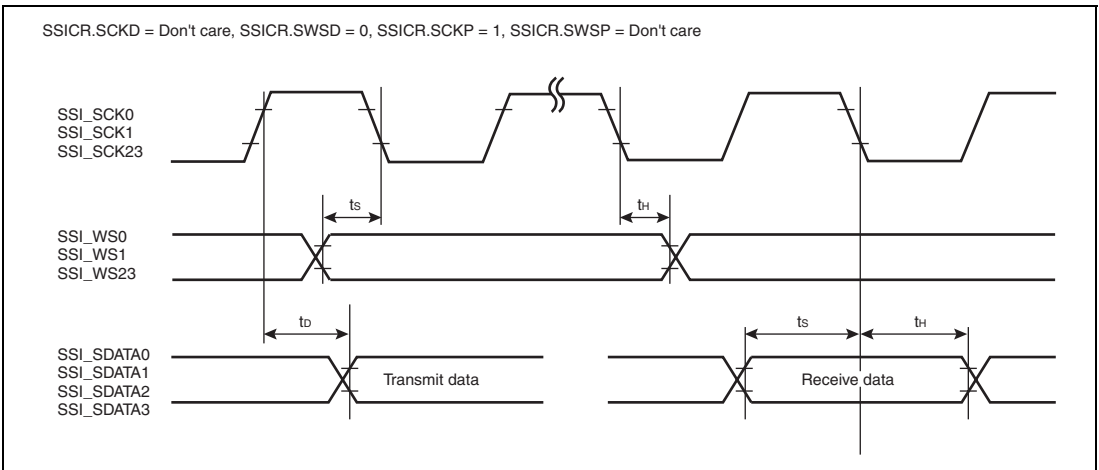 SSICR.SCKD = Don't care, SSICR.SWSD = 0, SSICR.SCKP = 1, SSICR.SWSP = Don't care
SSI_SCK0
SSI_SCK1
SSI_SCK23
tS
tH
SSI_WS0
SSI_WS1
SSI_WS23
tD
tS
tH
SSI_SDATA0
SSI_SDATA1
SSI_SDATA2
SSI_SDATA3
Transmit data
Receive data